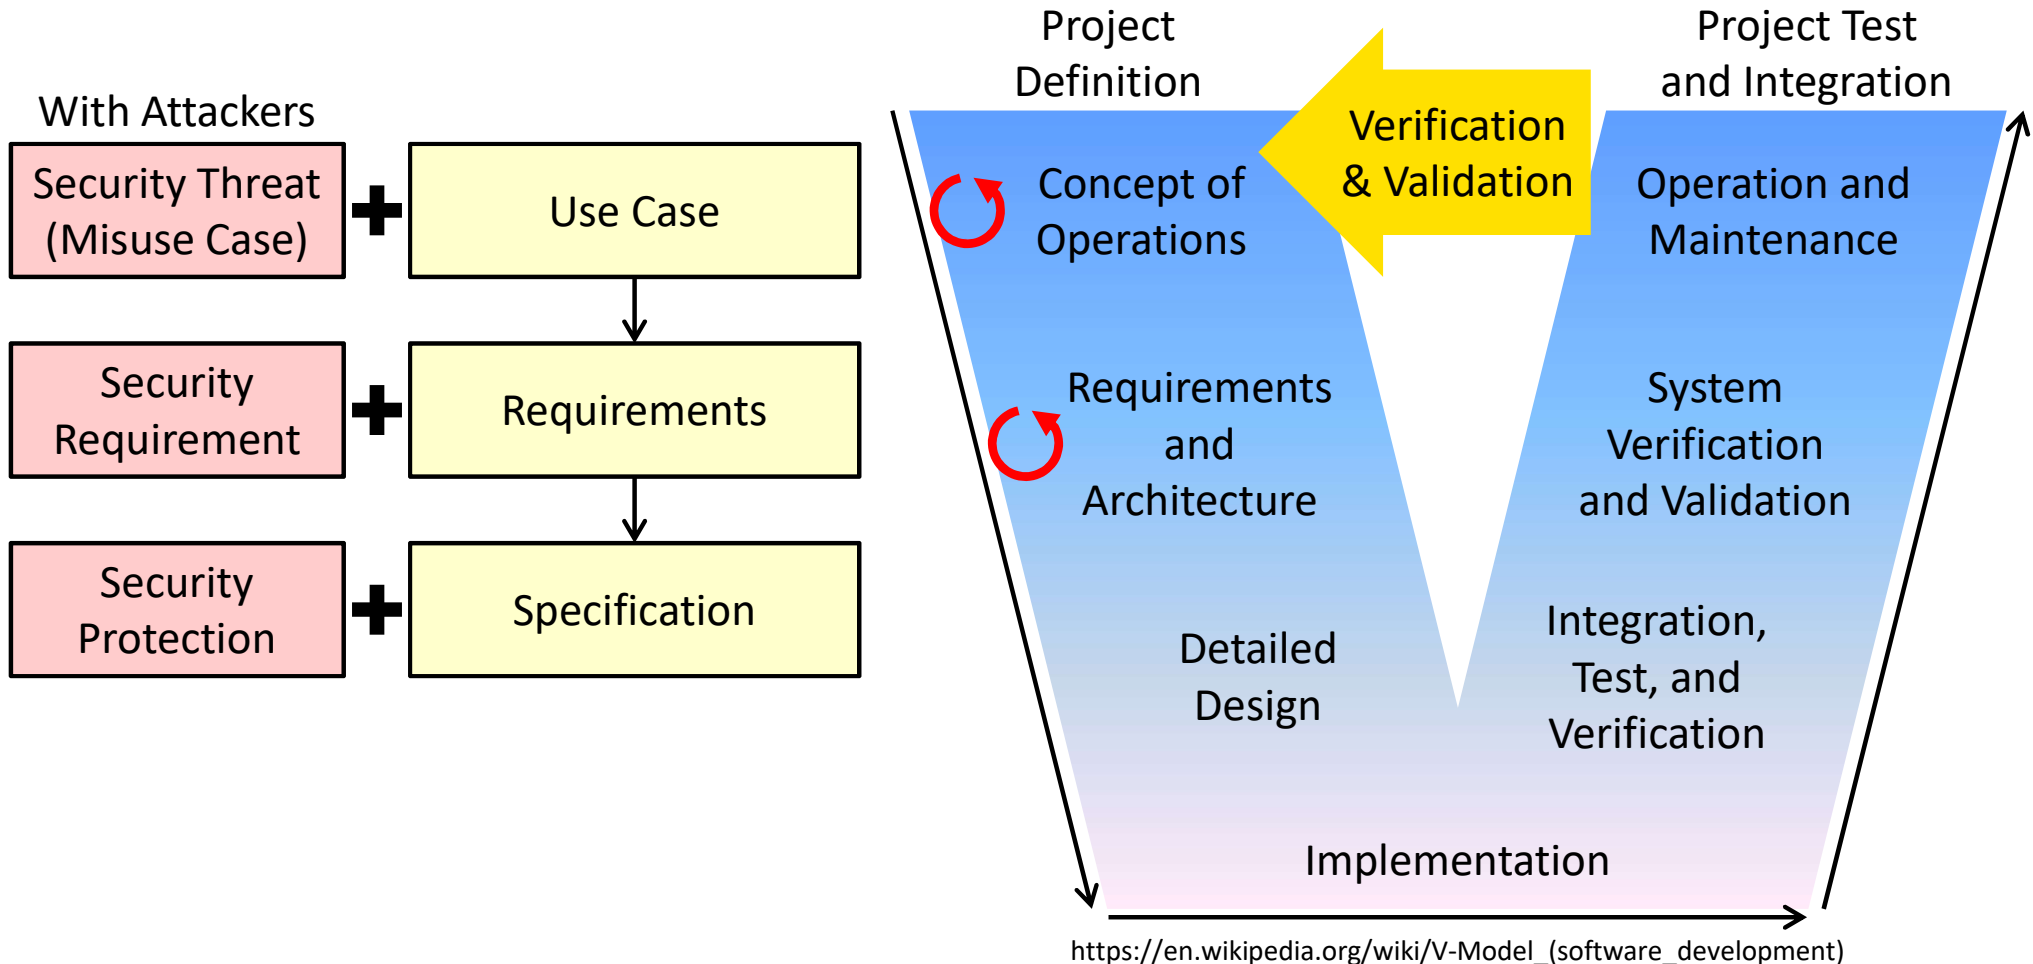 With Attackers
Security Threat
(Misuse Case)
Use Case
Security
Requirement
Requirements
Security
Protection
Specification
Project
Definition
Project Test
and Integration
Verification
& Validation
Concept of
Operations
Operation and
Maintenance
Requirements
and
Architecture
System
Verification
and Validation
Detailed
Design
Integration,
Test, and
Verification
Implementation
https://en.wikipedia.org/wiki/V-Model_(software_development)